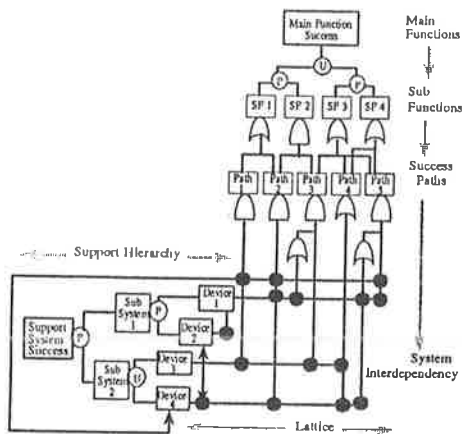 Main Function
Success
Main
Functions
U
P
P
SF 1
SF 2
SF 3
SF 4
Sub
Functions
Path
Path
2
Path
3
Path
4
Path
Success
Paths
Support Hierarchy
Device
1
Sub
System
1
P
Device
2
Support
System
Success
P
Sub
System
2
U
Device
3
Device
4
System
Interdependency
Lattice